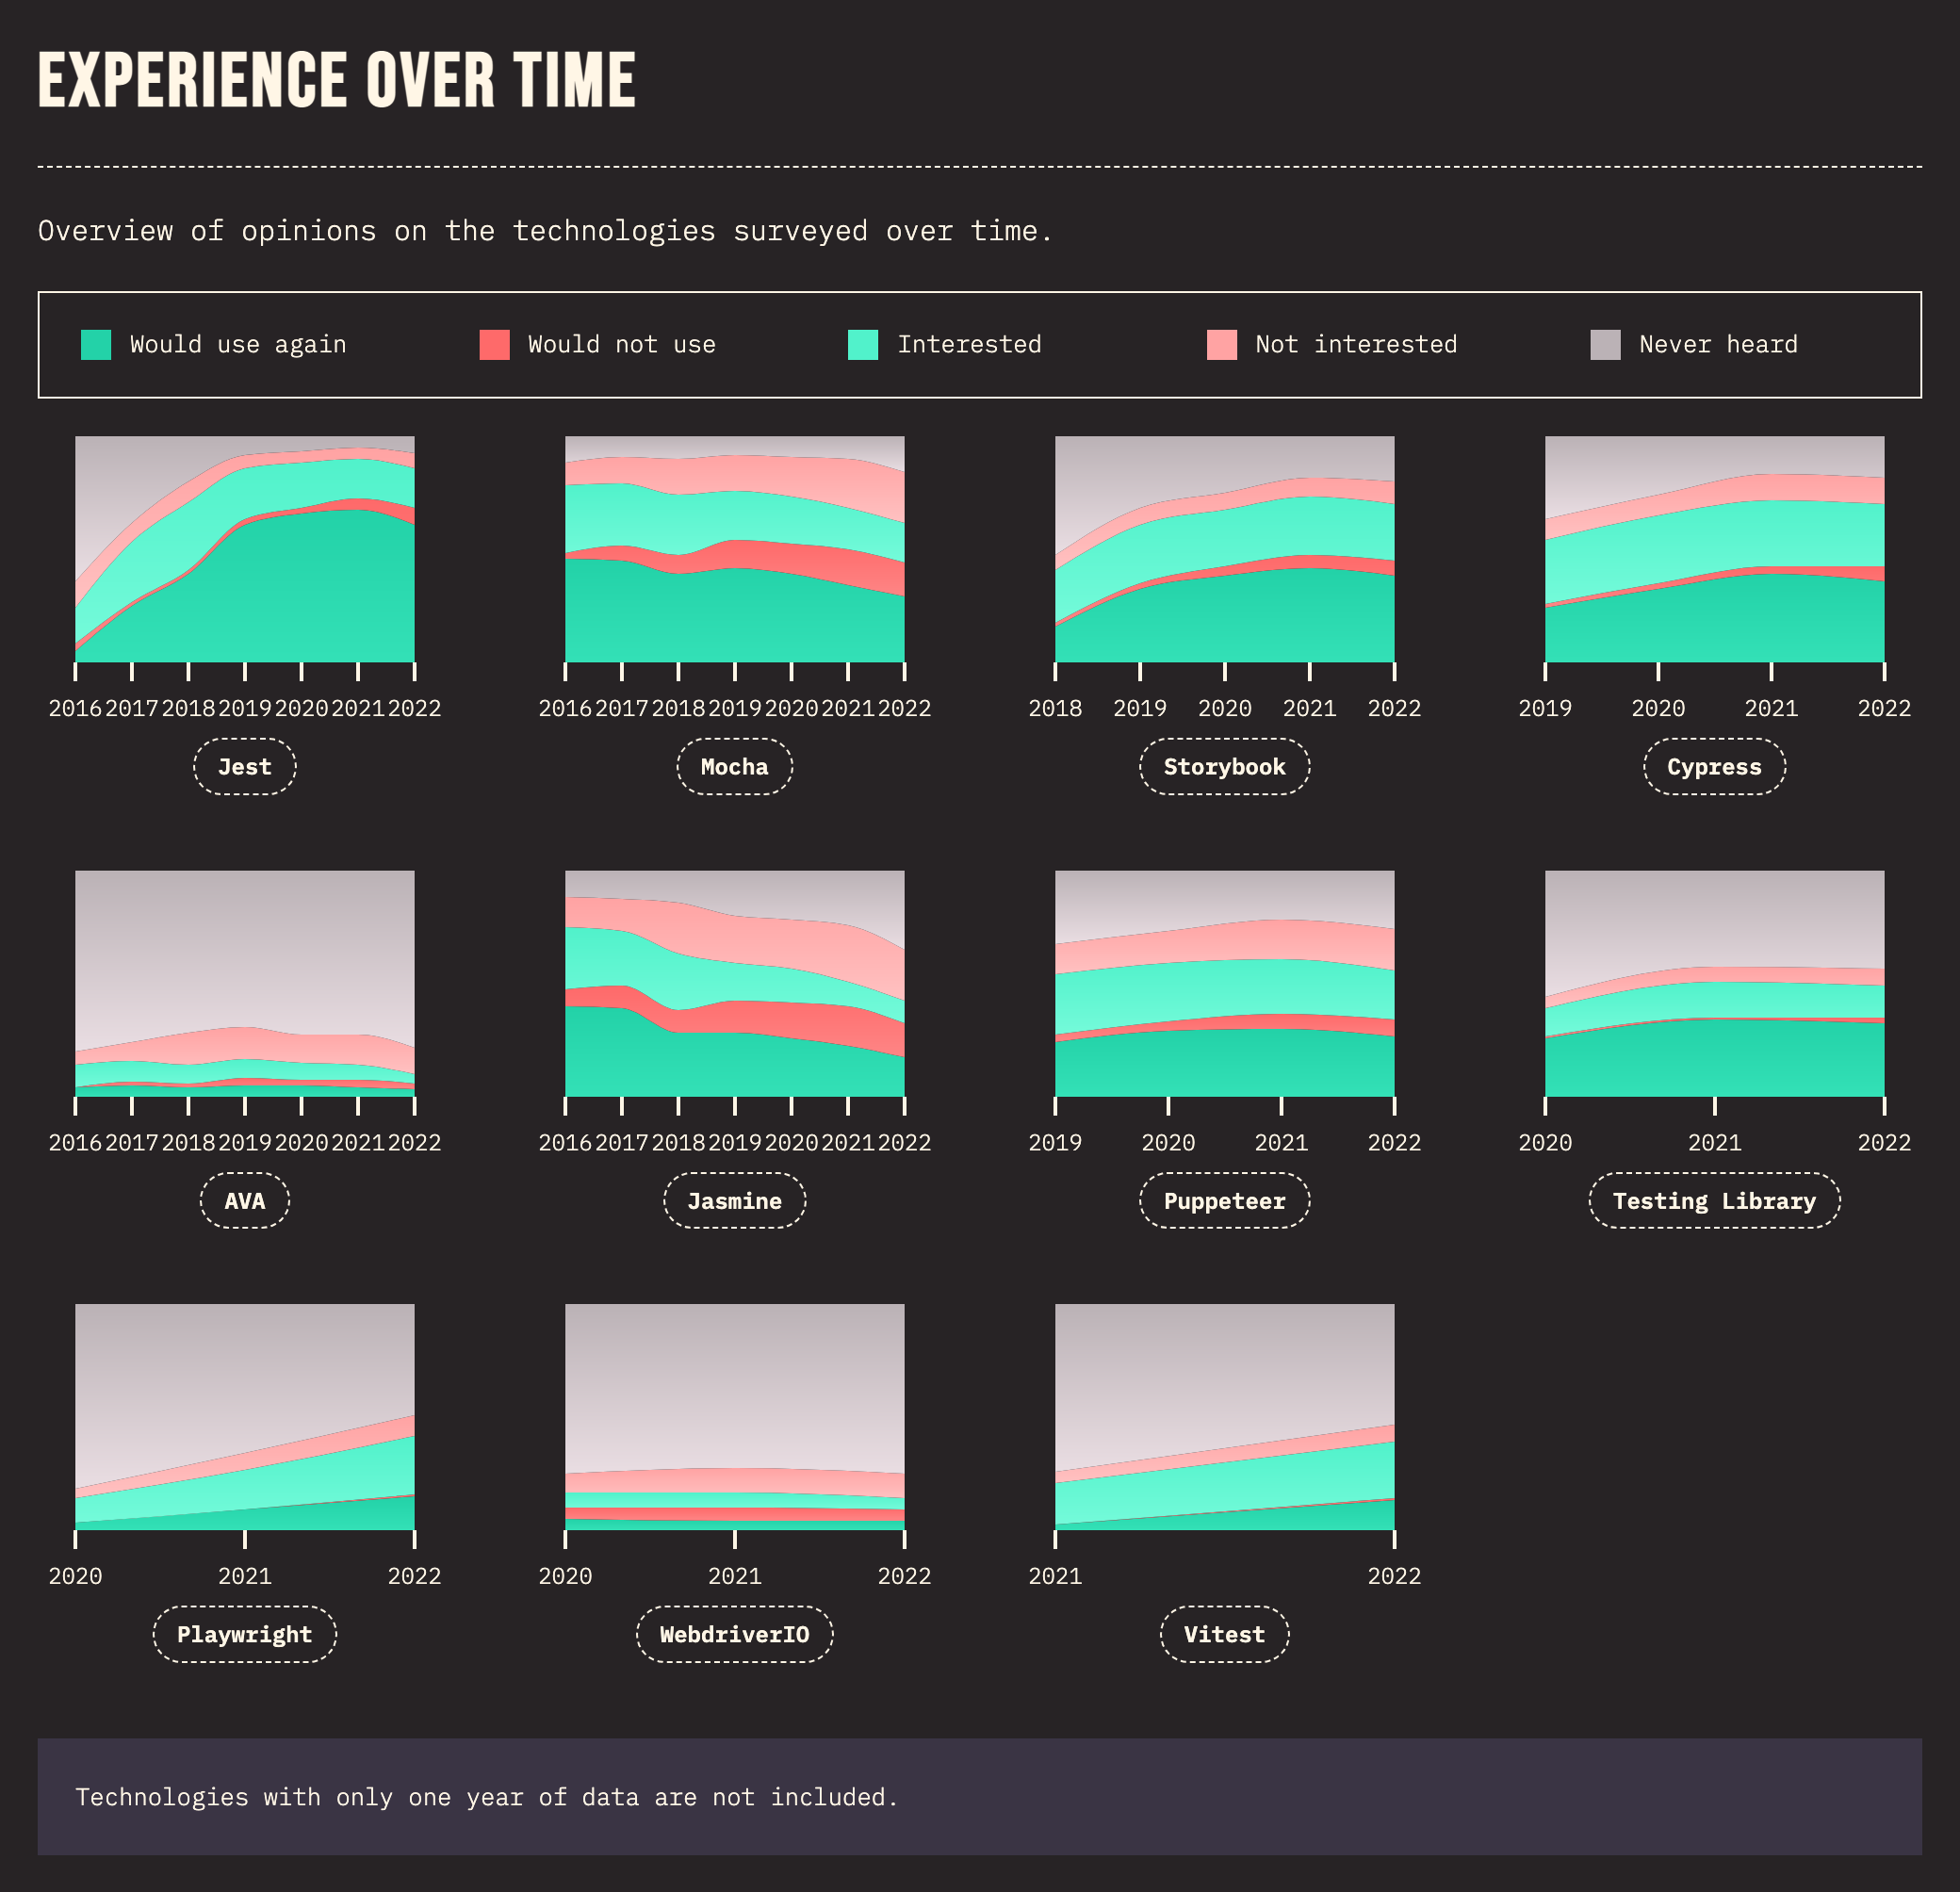 EXPERIENCE OVER TIME
Overview of opinions on the technologies surveyed over time.
Would use again Would not use Interested Not interested Never heard
2016 2017 2018 2019 2020 2021 2022 2016 2017 2018 2019 2020 2021 2022 2018 2019 2020 2021 2022 2019 2020 2021 2022
Jest Mocha Storybook Cypress
2016 2017 2018 2019 2020 2021 2022 2016 2017 2018 2019 2020 2021 2022 2019 2020 2021 2022 2020 2021 2022
AVA Jasmine Puppeteer Testing Library
2020 2021 2022 2020 2021 2022 2021 2022
Playwright WebdriverIO Vitest
Technologies with only one year of data are not included.